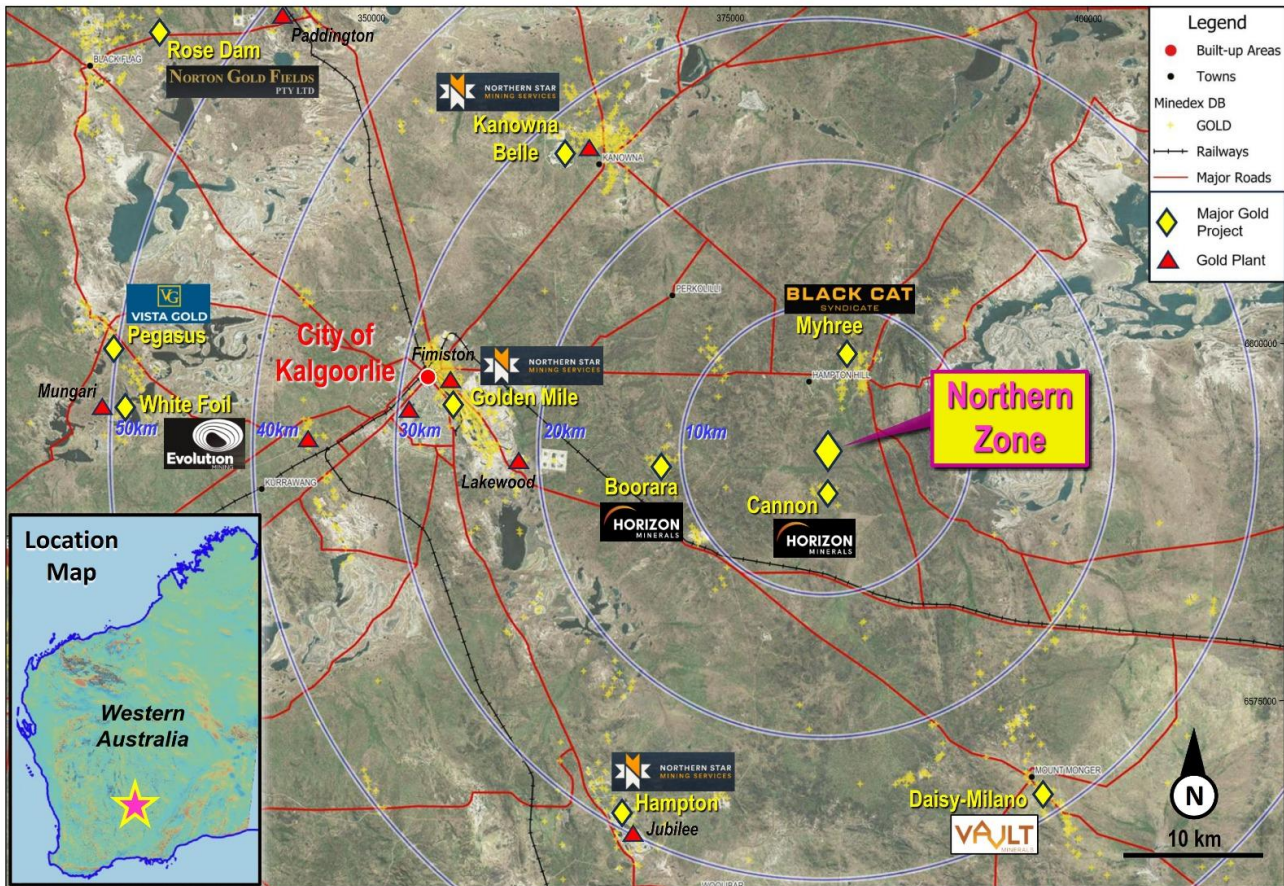 350000
375000
400000
Paddington
Rose Dam
BLACK FLAG
NORTON GOLD FIELDS
PTY LTD
NORTHERN STAR
MINING SERVICES
Kanowna
Belle
KANOWNA
Legend
Built-up Areas
Towns
Minedex DB
GOLD
Railways
Major Roads
Major Gold
Project
Gold Plant
VG
VISTA GOLD
Pegasus
City of
Kalgoorlie
Fimiston
NORTHERN STAR
MINING SERVICES
Golden Mile
PERKOLILLI
BLACK CAT
SYNDICATE
Myhree
HAMPTON HILL
6600000
Northern
Zone
Mungari
White Foil
Evolution
MINING
50km
40km
30km
20km
10km
KURRAWANG
Lakewood
Boorara
HORIZON
MINERALS
Cannon
HORIZON
MINERALS
Location
Map
Western
Australia
6575000
NORTHERN STAR
MINING SERVICES
Hampton
Jubilee
MOUNT MONGER
Daisy-Milano
VAULT
MINERALS
N
10 km